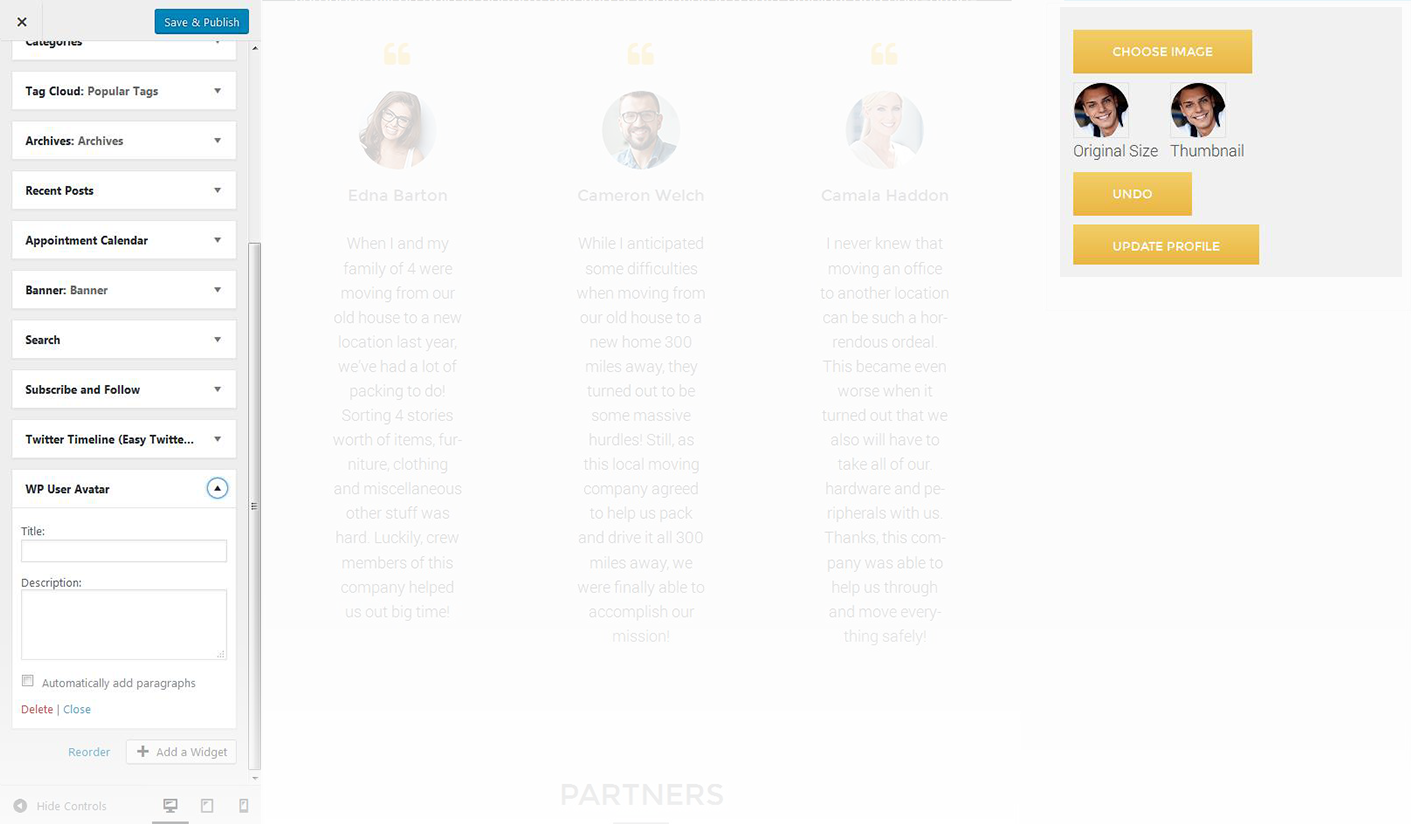 Save & Publish
Categories
Tag Cloud: Popular Tags
Archives: Archives
Recent Posts
Appointment Calendar
Banner: Banner
Search
Subscribe and Follow
Twitter Timeline (Easy Twitte...
WP User Avatar
Title:
Description:
Automatically add paragraphs
Delete | Close
Reorder
Add a Widget
Hide Controls
Edna Barton
When I and my
family of 4 were
moving from our
old house to a new
location last year,
we've had a lot of
packing to do!
Sorting 4 stories
worth of items, fur-
niture, clothing
and miscellaneous
other stuff was
hard. Luckily, crew
members of this
company helped
us out big time!
Cameron Welch
While I anticipated
some difficulties
when moving from
our old house to a
new home 300
miles away, they
turned out to be
some massive
hurdles! Still, as
this local moving
company agreed
to help us pack
and drive it all 300
miles away, we
were finally able to
accomplish our
mission!
Camala Haddon
I never knew that
moving an office
to another location
can be such a hor-
rendous ordeal.
This became even
worse when it
turned out that we
also will have to
take all of our
hardware and pe-
ripherals with us.
Thanks, this com-
pany was able to
help us through
and move every-
thing safely!
PARTNERS
CHOOSE IMAGE
Original Size
Thumbnail
UNDO
UPDATE PROFILE